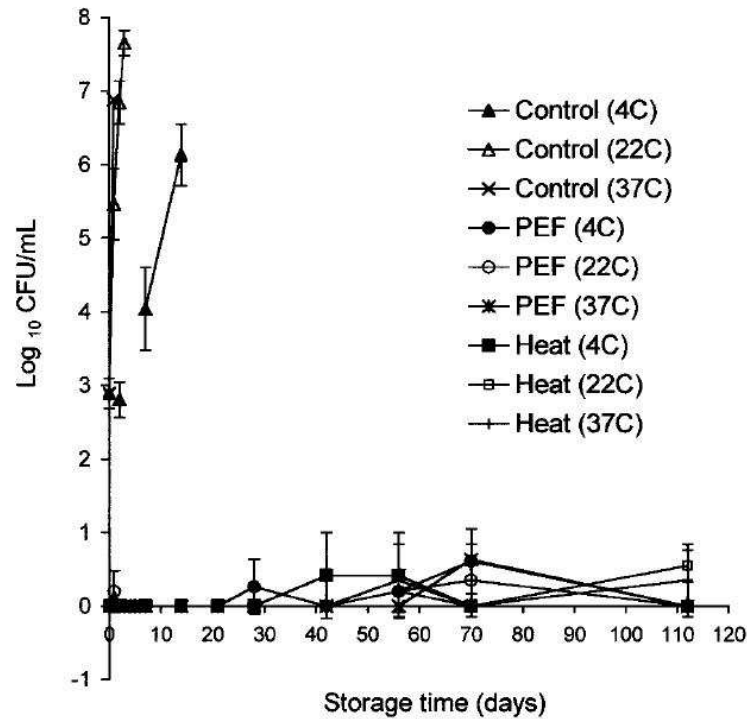 8
7
6
5
4
3
2
1
0
-1
Log 10 CFU/mL
Control (4C)
Control (22C)
Control (37C)
PEF (4C)
PEF (22C)
PEF (37C)
Heat (4C)
Heat (22C)
Heat (37C)
0 10 20 30 40 50 60 70 80 90 100 110 120
Storage time (days)